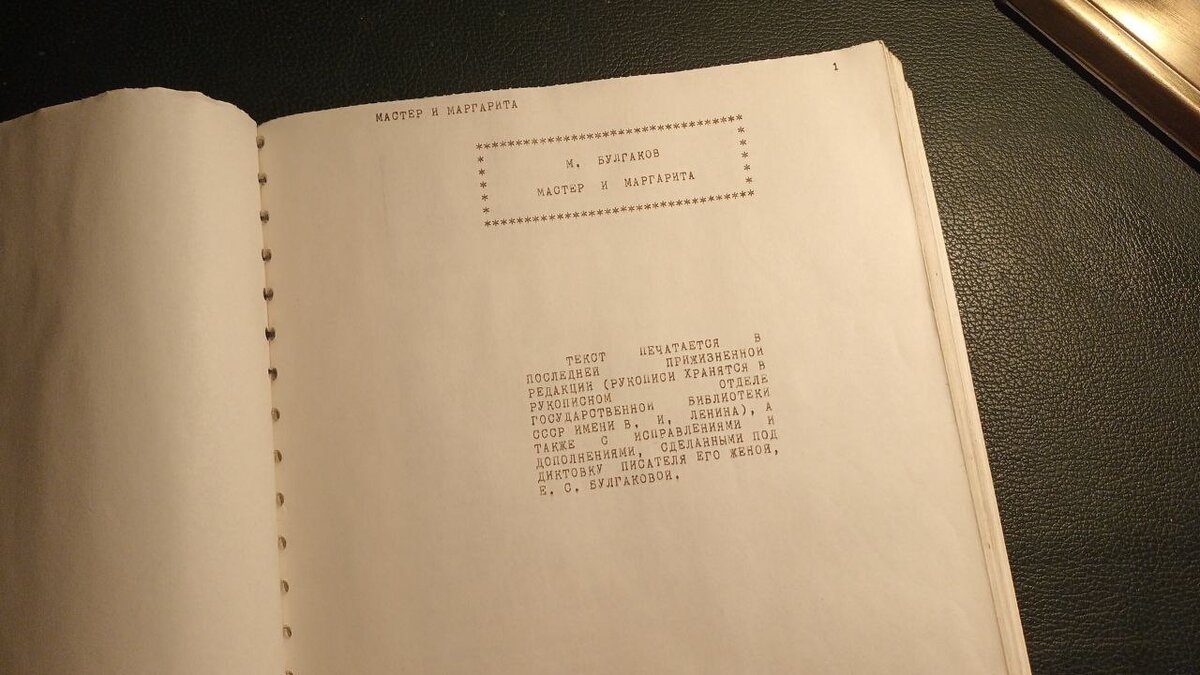 МАСТЕР И МАРГАРИТА
1
*********************************
М. БУЛГАКОВ
МАСТЕР И МАРГАРИТА
*********************************
ТЕКСТ ПЕЧАТАЕТСЯ В
ПОСЛЕДНЕЙ ПРИЖИЗНЕННОЙ
РЕДАКЦИИ (РУКОПИСИ ХРАНЯТСЯ В
РУКОПИСНОМ ОТДЕЛЕ
ГОСУДАРСТВЕННОЙ БИБЛИОТЕКИ
СССР ИМЕНИ В. И. ЛЕНИНА), А
ТАКЖЕ С ИСПРАВЛЕНИЯМИ И
ДОПОЛНЕНИЯМИ, СДЕЛАННЫМИ ПОД
ДИКТОВКУ ПИСАТЕЛЯ ЕГО ЖЕНОЙ,
Е. С. БУЛГАКОВОЙ.